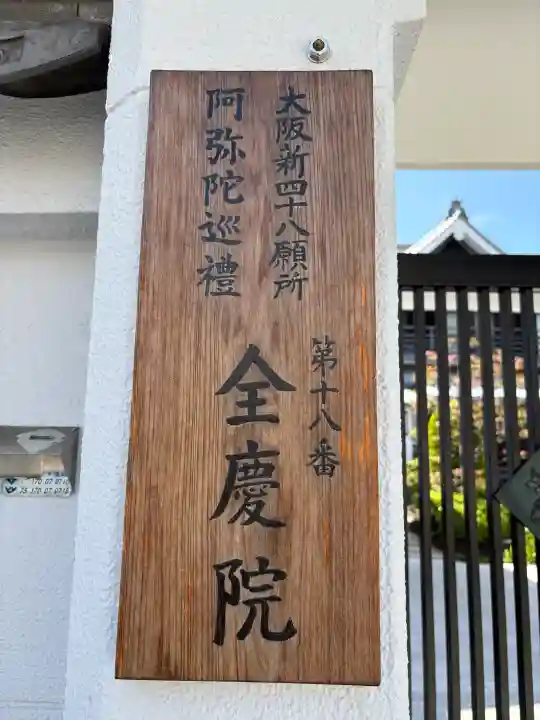 大阪新四十八願所
阿弥陀巡禮
第十八番
全慶院